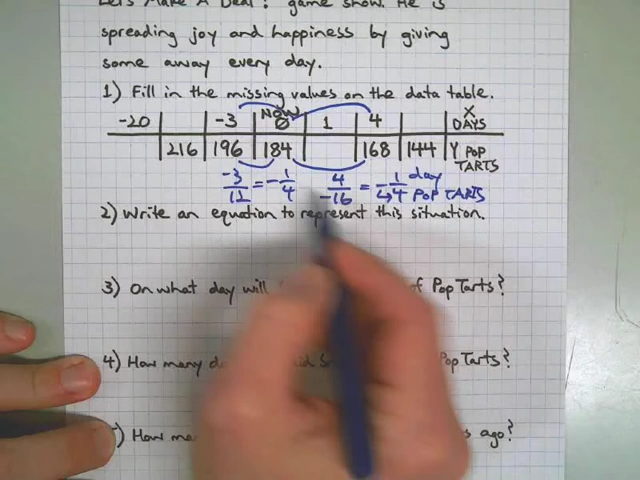 Let's Make A Deal! game show. He is
spreading joy and happiness by giving
some away every day.
1) Fill in the missing values on the data table.
NOW X
-20 -3 0 1 4 DAYS
216 196 184 168 144 Y POP TARTS
-3/12 = -1/4 4/-16 = -1/4 day POP TARTS
2) Write an equation to represent this situation.
3) On what day will of Pop Tarts?
4) How many Pop Tarts?
5) How ago?